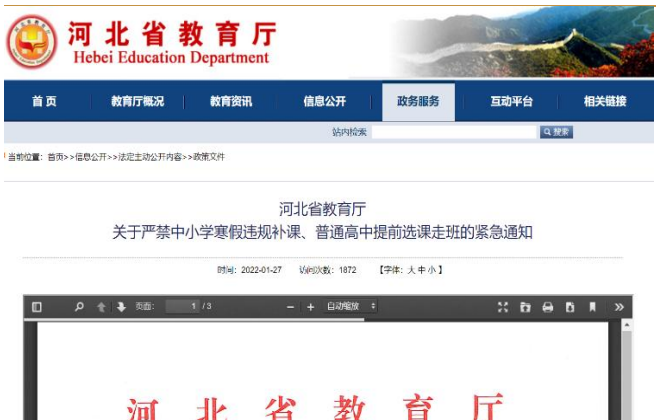 河北省教育厅
Hebei Education Department
首页 教育厅概况 教育资讯 信息公开 政务服务 互动平台 相关链接
站内检索 搜索
当前位置：首页>>信息公开>>法定主动公开内容>>政策文件
河北省教育厅
关于严禁中小学寒假违规补课、普通高中提前选课走班的紧急通知
时间：2022-01-27 访问次数：1872 【字体：大 中 小】
页面： 1 /3 自动缩放
河北省教育厅